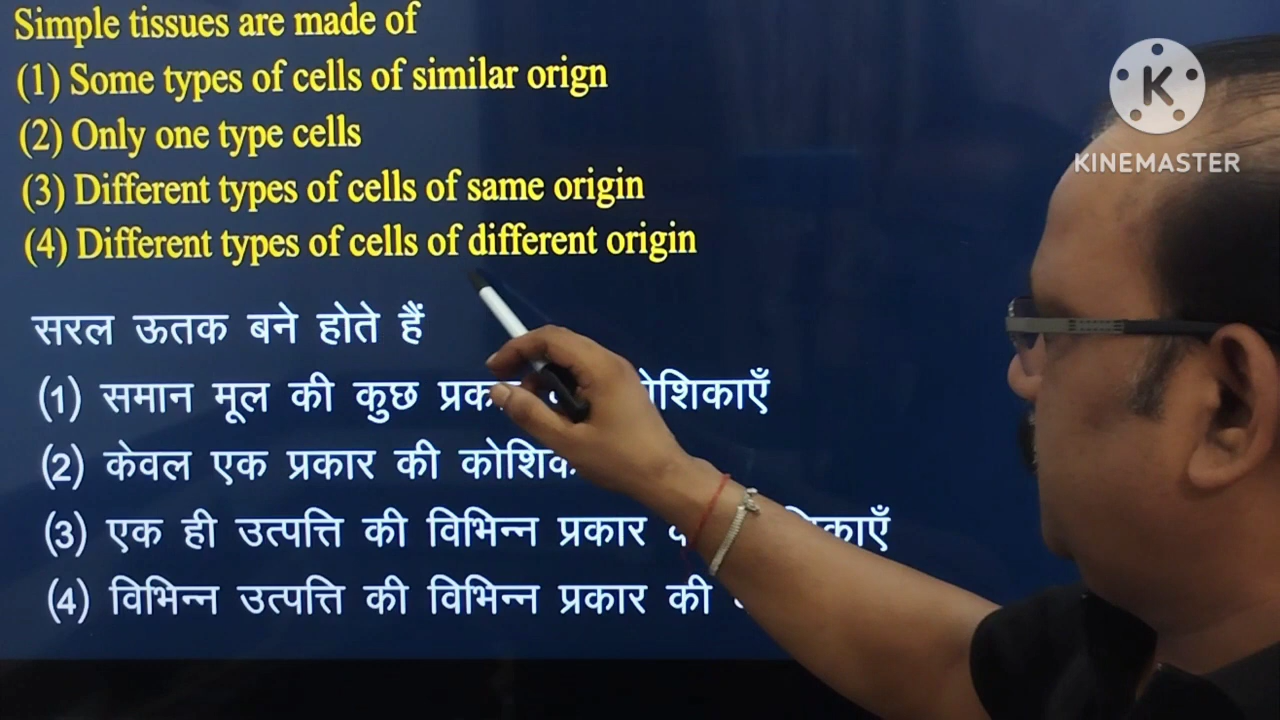 Simple tissues are made of
(1) Some types of cells of similar orign
(2) Only one type cells
(3) Different types of cells of same origin
(4) Different types of cells of different origin
सरल ऊतक बने होते हैं
(1) समान मूल की कुछ
(2) केवल एक प्रकार की
(3) एक ही उत्पत्ति की विभिन्न प्रकार
(4) विभिन्न उत्पत्ति की विभिन्न प्रकार की
K
KINEMASTER